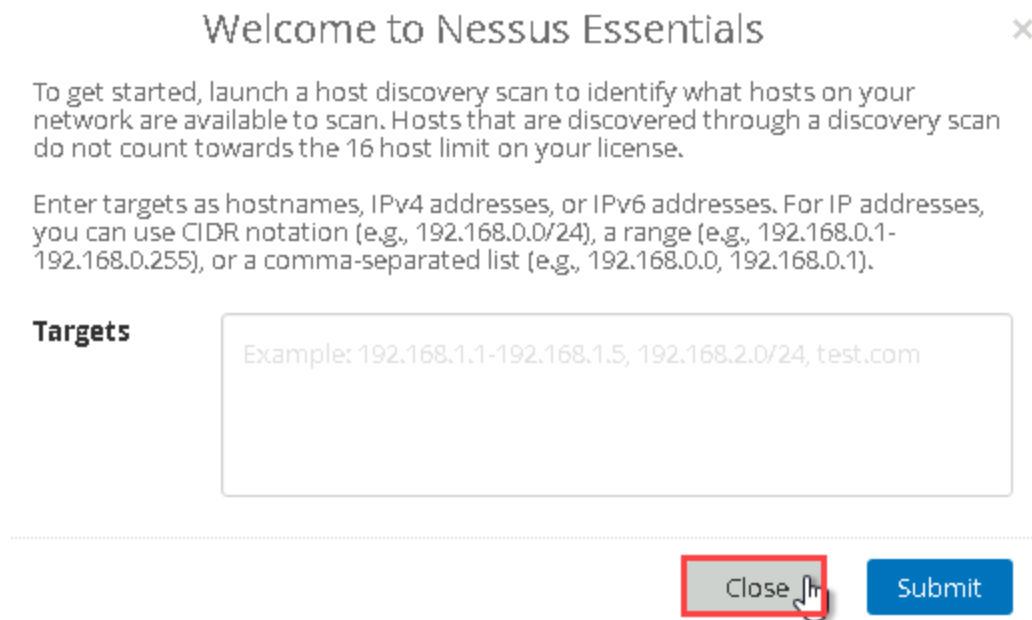 Welcome to Nessus Essentials
×
To get started, launch a host discovery scan to identify what hosts on your
network are available to scan. Hosts that are discovered through a discovery scan
do not count towards the 16 host limit on your license.
Enter targets as hostnames, IPv4 addresses, or IPv6 addresses. For IP addresses,
you can use CIDR notation (e.g., 192.168.0.0/24), a range (e.g., 192.168.0.1-
192.168.0.255), or a comma-separated list (e.g., 192.168.0.0, 192.168.0.1).
Targets
Example: 192.168.1.1-192.168.1.5, 192.168.2.0/24, test.com
Close
Submit